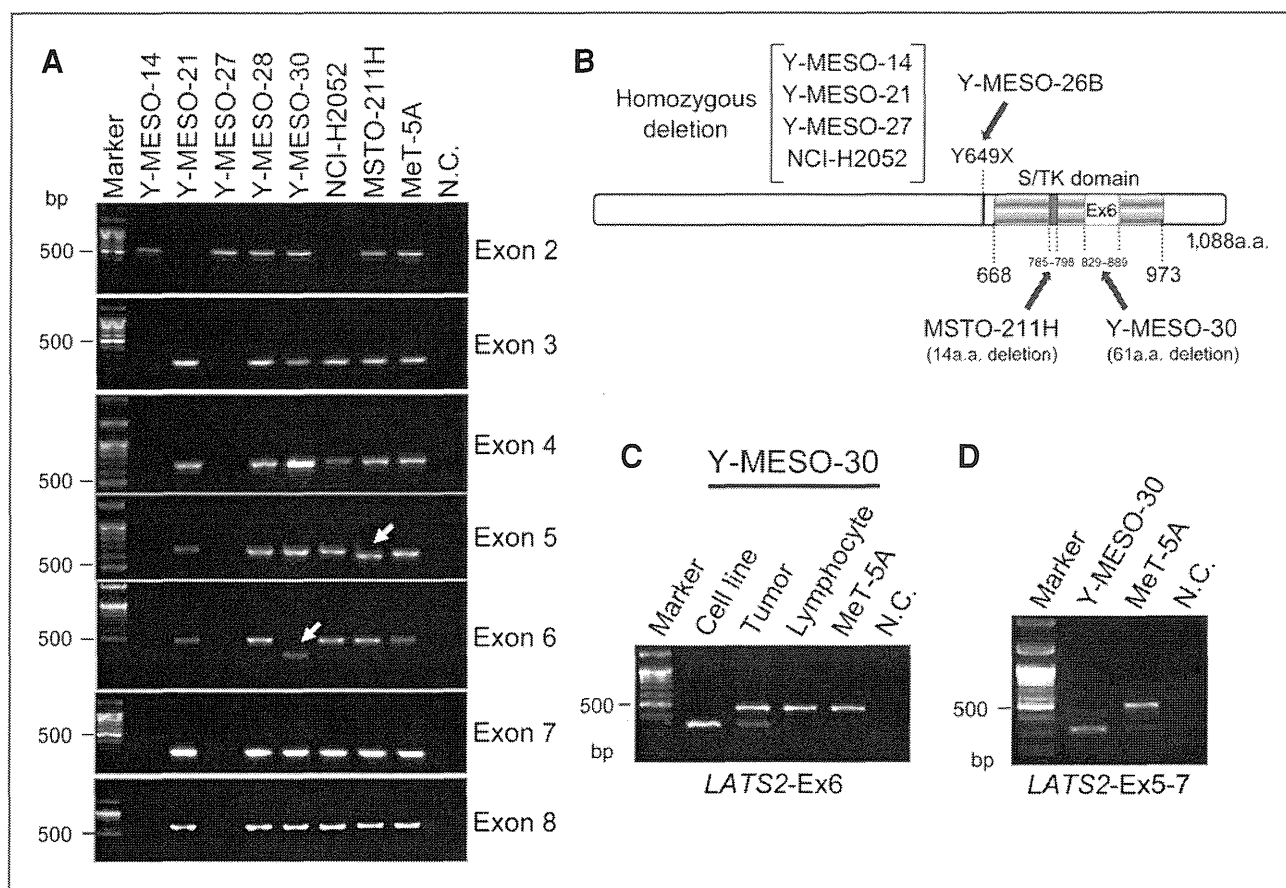 A
Marker
Y-MESO-14
Y-MESO-21
Y-MESO-27
Y-MESO-28
Y-MESO-30
NCI-H2052
MSTO-211H
MeT-5A
N.C.
bp
500
Exon 2
500
Exon 3
500
Exon 4
500
Exon 5
500
Exon 6
500
Exon 7
500
Exon 8
B
Homozygous
deletion
Y-MESO-14
Y-MESO-21
Y-MESO-27
NCI-H2052
Y-MESO-26B
Y649X
S/TK domain
Ex6
1,088a.a.
668
785-798
829-889
973
MSTO-211H
(14a.a. deletion)
Y-MESO-30
(61a.a. deletion)
C
Y-MESO-30
Marker
Cell line
Tumor
Lymphocyte
MeT-5A
N.C.
500
bp
LATS2-Ex6
D
Marker
Y-MESO-30
MeT-5A
N.C.
500
bp
LATS2-Ex5-7